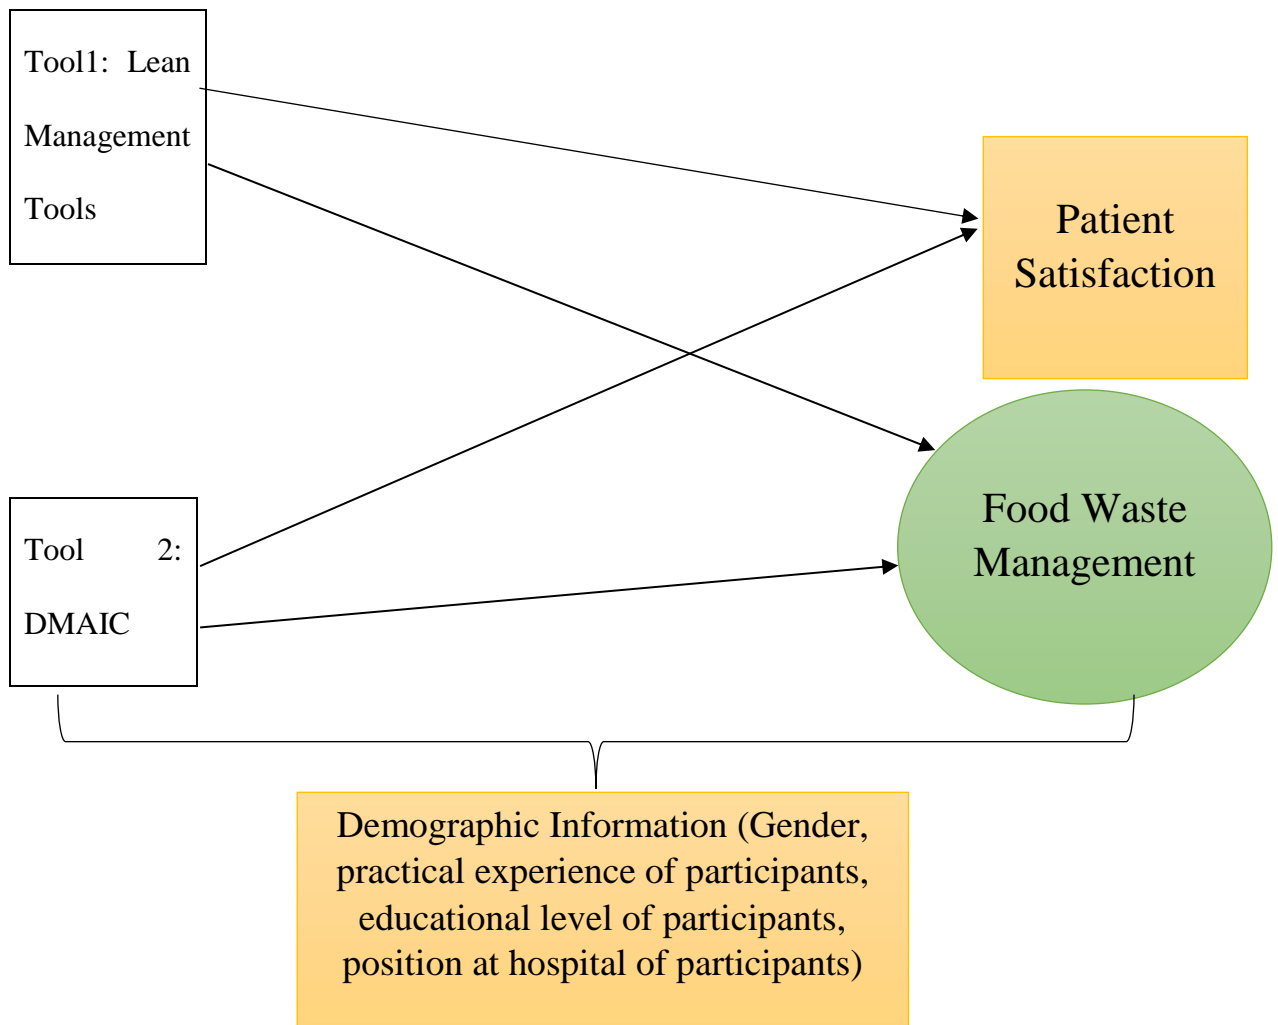 Tool1: Lean
Management
Tools
Patient
Satisfaction
Food Waste
Management
Tool 2:
DMAIC
Demographic Information (Gender,
practical experience of participants,
educational level of participants,
position at hospital of participants)